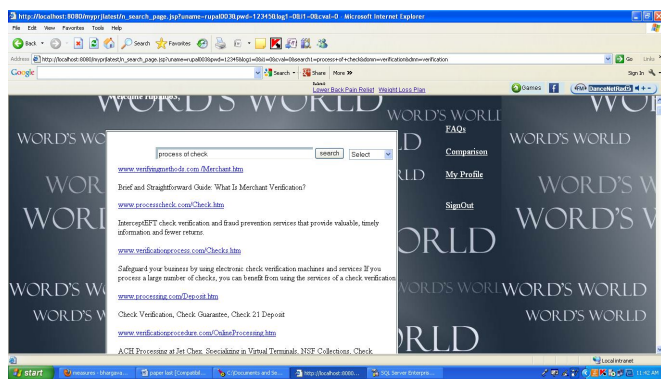 http://localhost:8080/myprjlatest/n_search_page.jsp?uname=rupal003&pwd=12345&log1=0&l1=0&cval=0 - Microsoft Internet Explorer
File Edit View Favorites Tools Help
Back Search Favorites
Address http://localhost:8080/myprjlatest/n_search_page.jsp?uname=rupal003&pwd=12345&log1=0&l1=0&cval=0&search1=process+of+check&domn=verification&dmn=verification Go Links
Google Search Share More >> Sign In
Lower Back Pain Relief Weight Loss Plan Games DanceNetRadio
Welcome rupal003,
WORD'S WORLD
FAQs
process of check search Select
Comparison
www.verifyingmethods.com /Merchant.htm
My Profile
Brief and Straightforward Guide: What Is Merchant Verification?
www.processcheck.com/Check.htm
SignOut
InterceptEFT check verification and fraud prevention services that provide valuable, timely
information and fewer returns.
www.verificationprocess.com/Checks.htm
Safeguard your business by using electronic check verification machines and services If you
process a large number of checks, you can benefit from using the services of a check verification
www.processing.com/Deposit.htm
Check Verification, Check Guarantee, Check 21 Deposit
www.verificationprocedure.com/OnlineProcessing.htm
ACH Processing at Jet Chex, Specializing in Virtual Terminals, NSF Collections, Check
Local intranet
start measures - bhargava... paper last [Compatibil... C:\Documents and Se... http://localhost:8080... SQL Server Enterpris... 11:42 AM